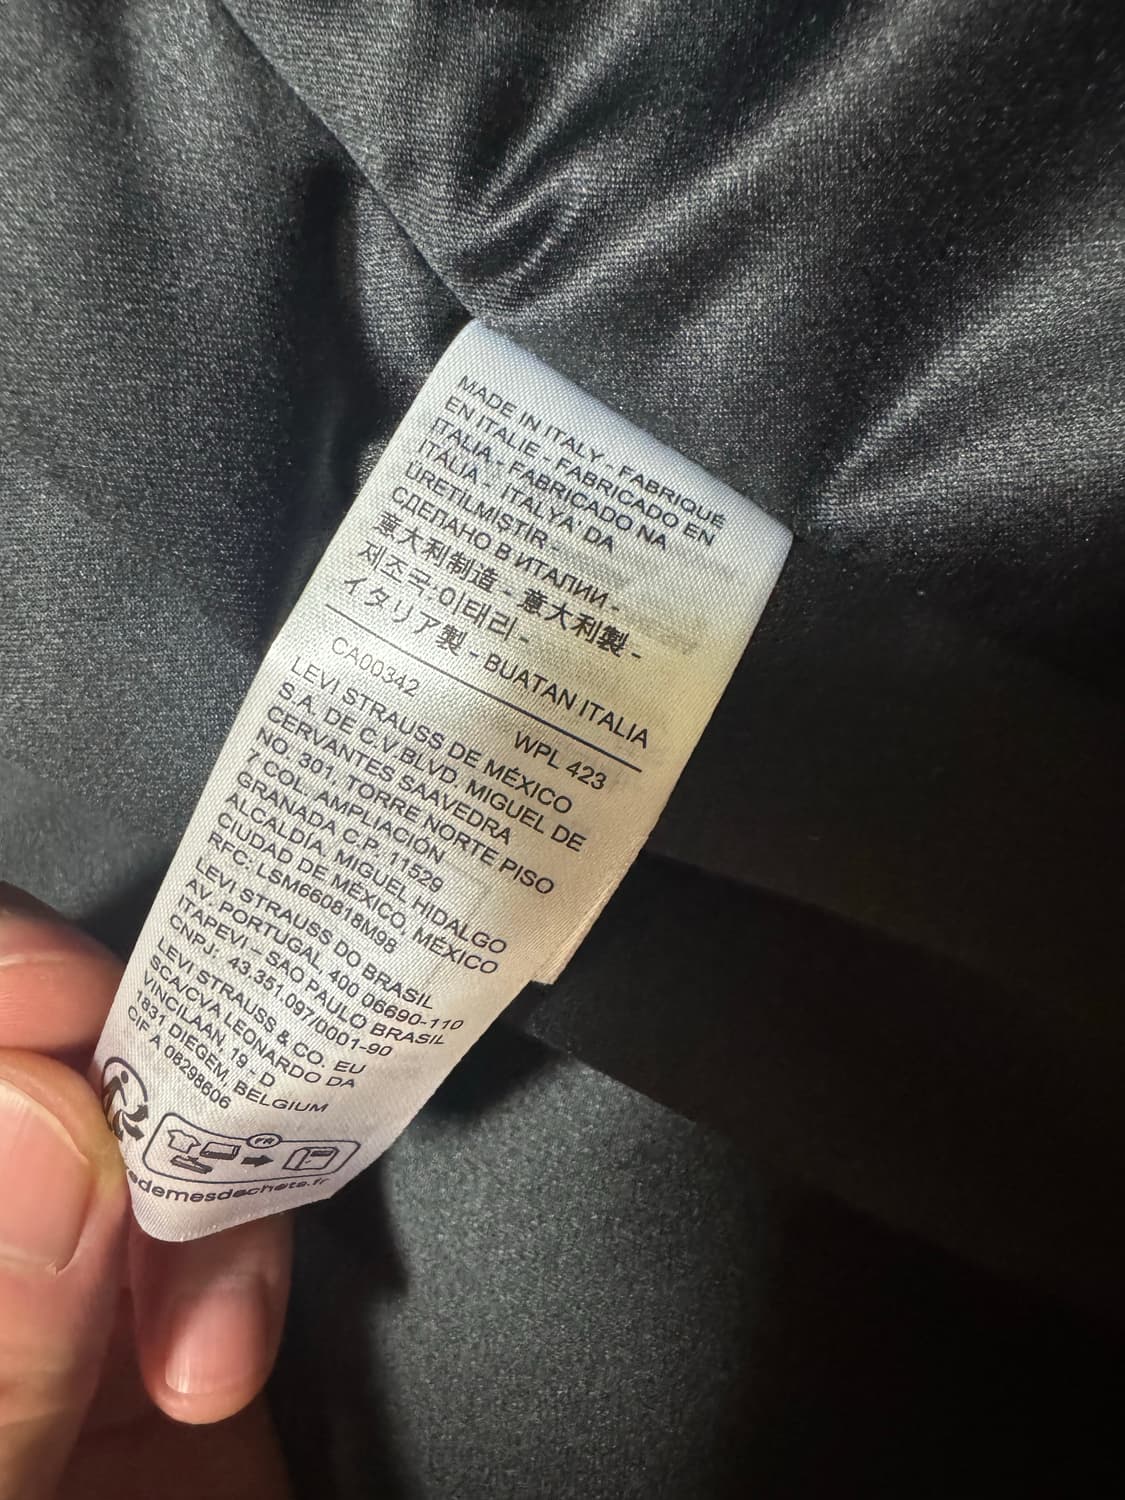 MADE IN ITALY - FABRIQUÉ
EN ITALIE - FABRICADO EN
ITALIA - FABRICADO NA
ITÁLIA - ITALYA' DA
ÜRETILMISTIR -
СДЕЛАНО В ИТАЛИИ -
意大利制造 - 意大利製 -
제조국:이태리 -
イタリア製 - BUATAN ITALIA
CA00342 WPL 423
LEVI STRAUSS DE MÉXICO
S.A. DE C.V BLVD. MIGUEL DE
CERVANTES SAAVEDRA
NO. 301, TORRE NORTE PISO
7 COL. AMPLIACIÓN
GRANADA C.P. 11529
ALCALDÍA. MIGUEL HIDALGO
CIUDAD DE MÉXICO, MÉXICO
RFC: LSM660818M98
LEVI STRAUSS DO BRASIL
AV. PORTUGAL 400 06690-110
ITAPEVI – SAO PAULO BRASIL
CNPJ: 43.351.097/0001-90
LEVI STRAUSS & CO. EU
SCA/CVA LEONARDO DA
VINCILAAN, 19 - D
1831 DIEGEM, BELGIUM
CIF A 08298606
FR
edemesdechets.fr